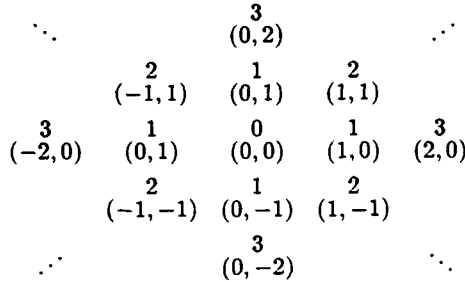 ⋱ 3 ⋰
(0, 2)
2 1 2
(−1, 1) (0, 1) (1, 1)
3 1 0 1 3
(−2, 0) (0, 1) (0, 0) (1, 0) (2, 0)
2 1 2
(−1, −1) (0, −1) (1, −1)
⋰ 3 ⋱
(0, −2)